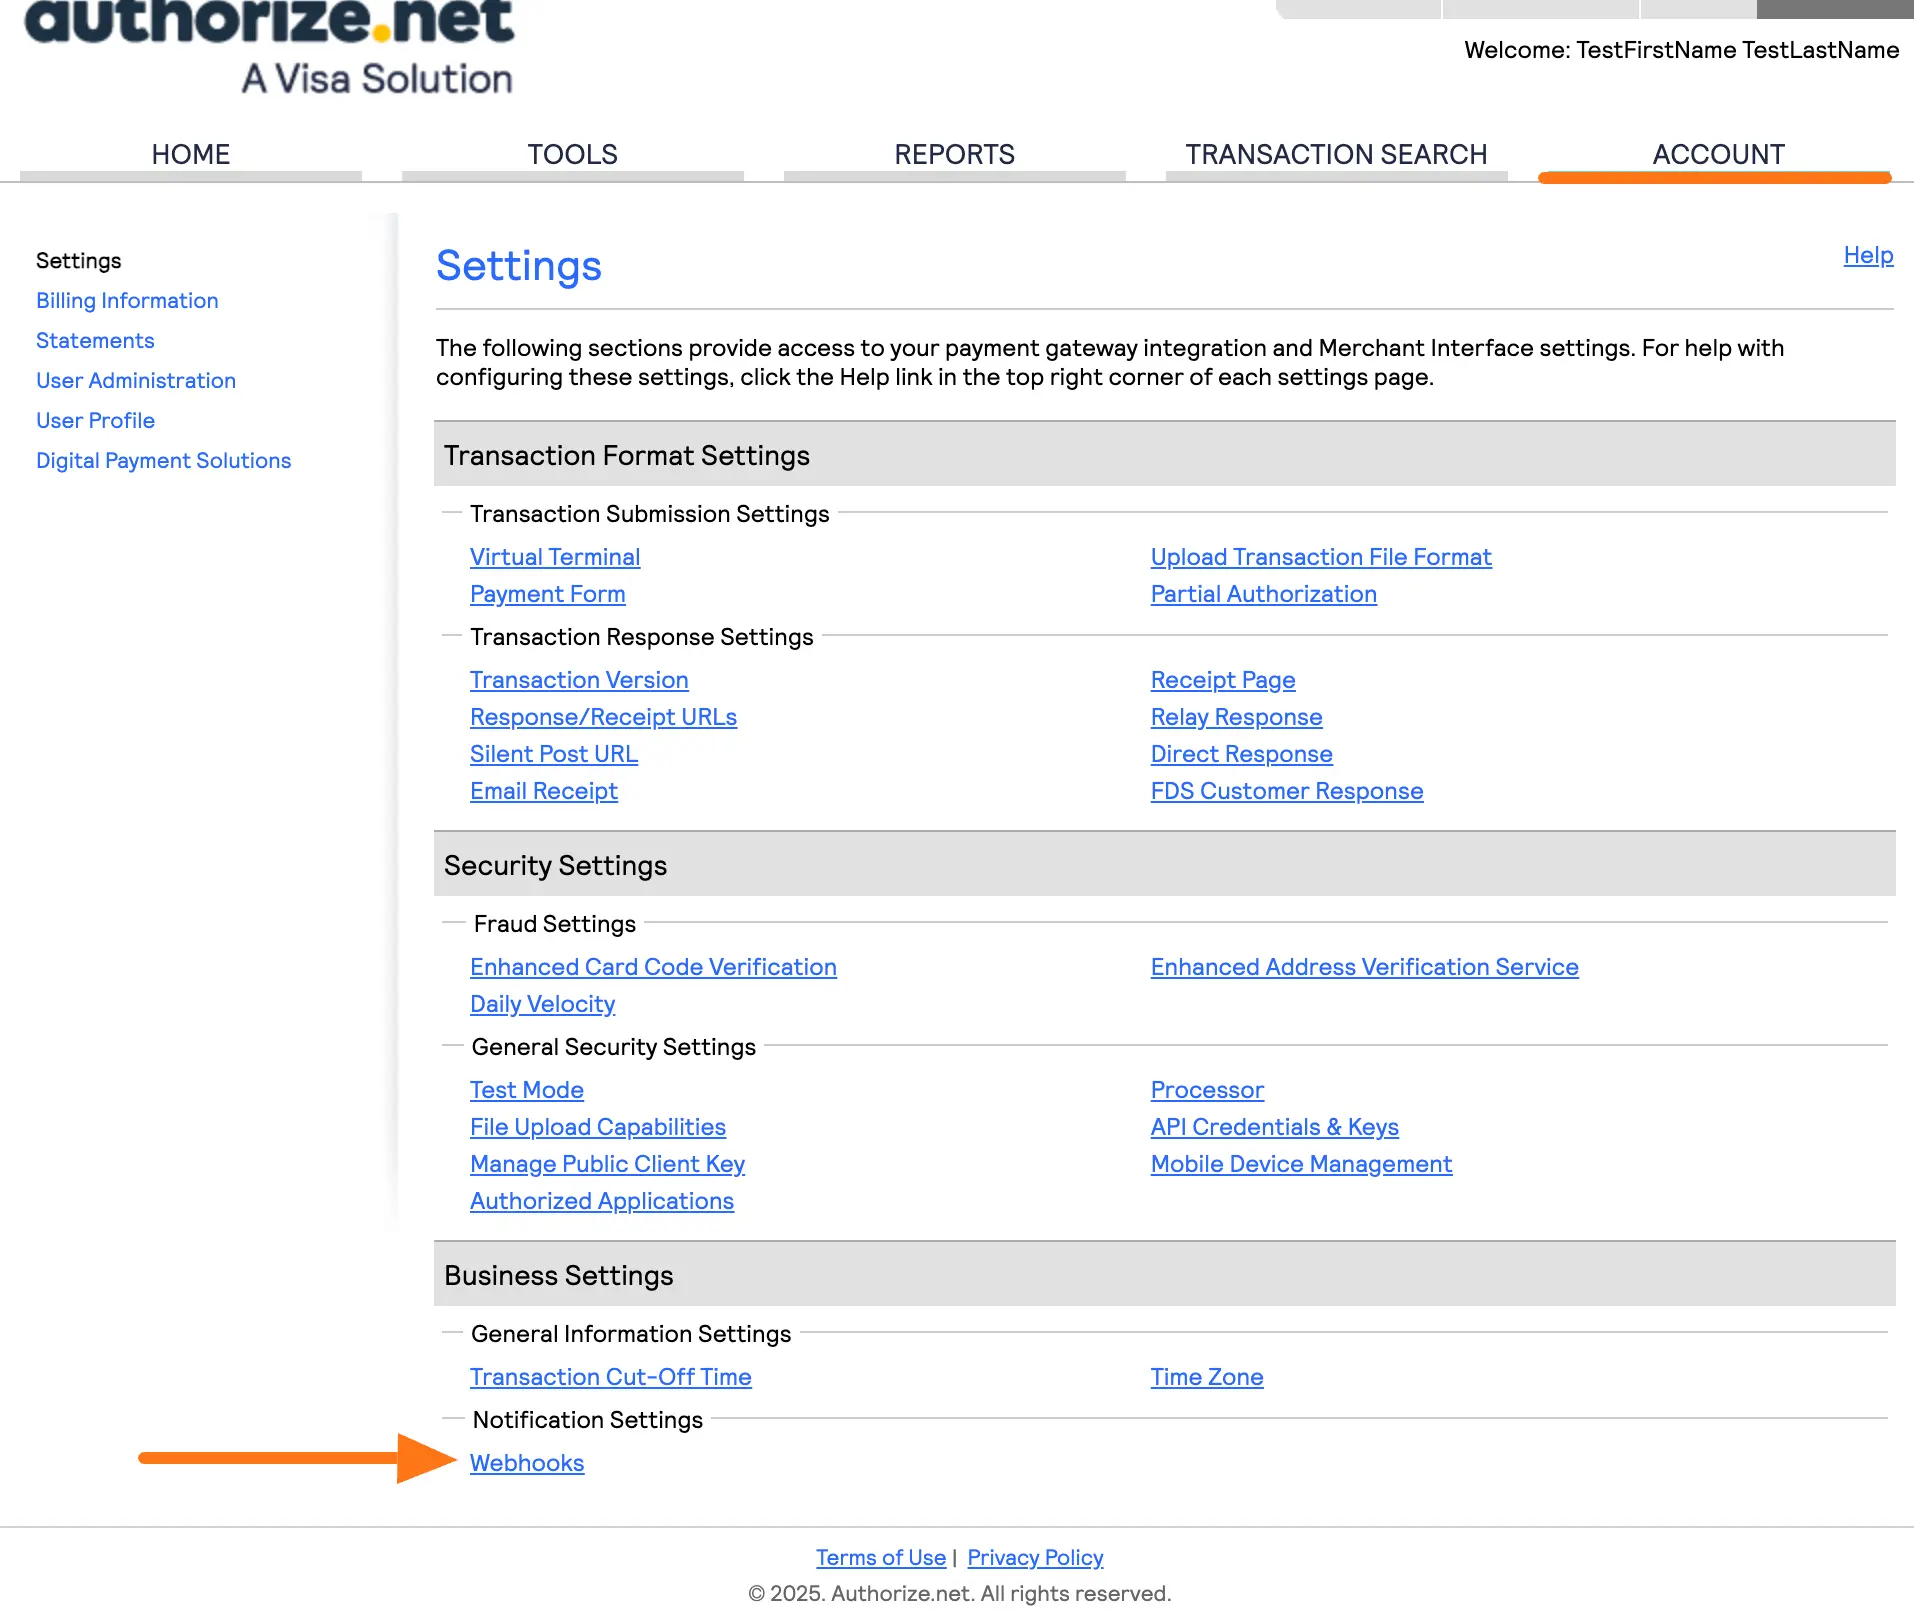 authorize.net
A Visa Solution
Welcome: TestFirstName TestLastName
HOME
TOOLS
REPORTS
TRANSACTION SEARCH
ACCOUNT
Settings
Billing Information
Statements
User Administration
User Profile
Digital Payment Solutions
Settings
Help
The following sections provide access to your payment gateway integration and Merchant Interface settings. For help with
configuring these settings, click the Help link in the top right corner of each settings page.
Transaction Format Settings
Transaction Submission Settings
Virtual Terminal
Upload Transaction File Format
Payment Form
Partial Authorization
Transaction Response Settings
Transaction Version
Receipt Page
Response/Receipt URLs
Relay Response
Silent Post URL
Direct Response
Email Receipt
FDS Customer Response
Security Settings
Fraud Settings
Enhanced Card Code Verification
Enhanced Address Verification Service
Daily Velocity
General Security Settings
Test Mode
Processor
File Upload Capabilities
API Credentials & Keys
Manage Public Client Key
Mobile Device Management
Authorized Applications
Business Settings
General Information Settings
Transaction Cut-Off Time
Time Zone
Notification Settings
Webhooks
Terms of Use | Privacy Policy
© 2025. Authorize.net. All rights reserved.